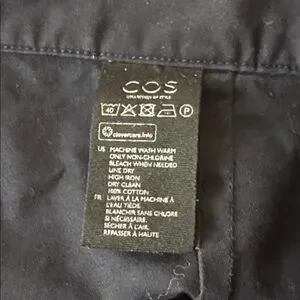 COS
COLLECTION OF STYLE
40 P
clevercare.info
US MACHINE WASH WARM
ONLY NON-CHLORINE
BLEACH WHEN NEEDED
LINE DRY
HIGH IRON
DRY CLEAN
100% COTTON
FR LAVER À LA MACHINE À
L'EAU TIÈDE
BLANCHIR SANS CHLORE
SI NÉCESSAIRE.
SÉCHER À L'AIR.
REPASSER À HAUTE